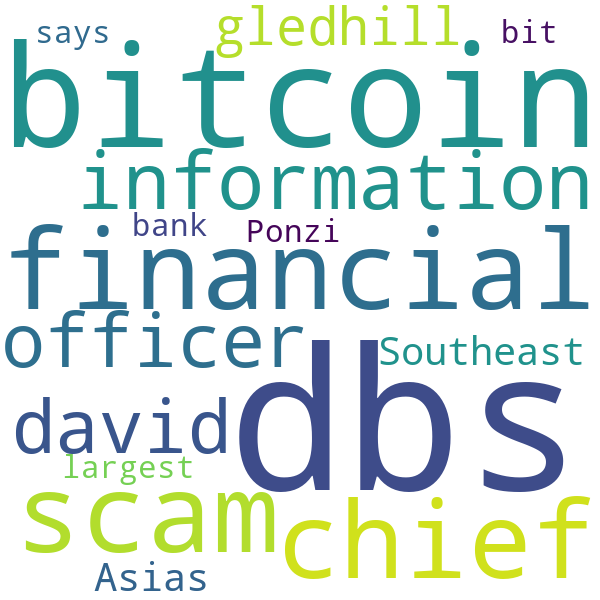 says gledhill bit
bitcoin
information
bank Ponzi
financial
officer
Southeast
dbs
david
largest
scam
chief
Asias